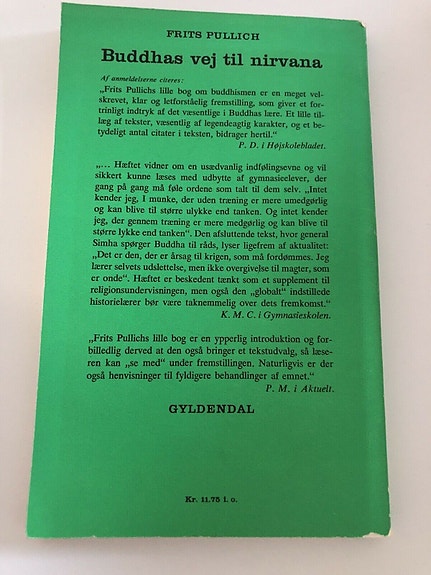 FRITS PULLICH
Buddhas vej til nirvana
Af anmeldelserne citeres:
„Frits Pullichs lille bog om buddhismen er en meget vel-
skrevet, klar og letforståelig fremstilling, som giver et for-
trinligt indtryk af det væsentlige i Buddhas lære. Et lille til-
læg af tekster, væsentlig af legendeagtig karakter, og et be-
tydeligt antal citater i teksten, bidrager hertil.“
P. D. i Højskolebladet.
„... Hæftet vidner om en usædvanlig indfølingsevne og vil
sikkert kunne læses med udbytte af gymnasieelever, der
gang på gang må føle ordene som talt til dem selv. „Intet
kender jeg, I munke, der uden træning er mere umedgørlig
og kan blive til større ulykke end tanken. Og intet kender
jeg, der gennem træning er mere medgørlig og kan blive til
større lykke end tanken“. Den afsluttende tekst, hvor general
Simha spørger Buddha til råds, lyser ligefrem af aktualitet:
„Det er den, der er årsag til krigen, som må fordømmes. Jeg
lærer selvets udslettelse, men ikke overgivelse til magter, som
er onde“. Hæftet er beskedent tænkt som et supplement til
religionsundervisningen, men også den „globalt“ indstillede
historielærer bør være taknemmelig over dets fremkomst.“
K. M. C. i Gymnasieskolen.
„Frits Pullichs lille bog er en ypperlig introduktion og for-
billedlig derved at den også bringer et tekstudvalg, så læse-
ren kan „se med“ under fremstillingen. Naturligvis er der
også henvisninger til fyldigere behandlinger af emnet.“
P. M. i Aktuelt.
GYLDENDAL
Kr. 11.75 i. o.